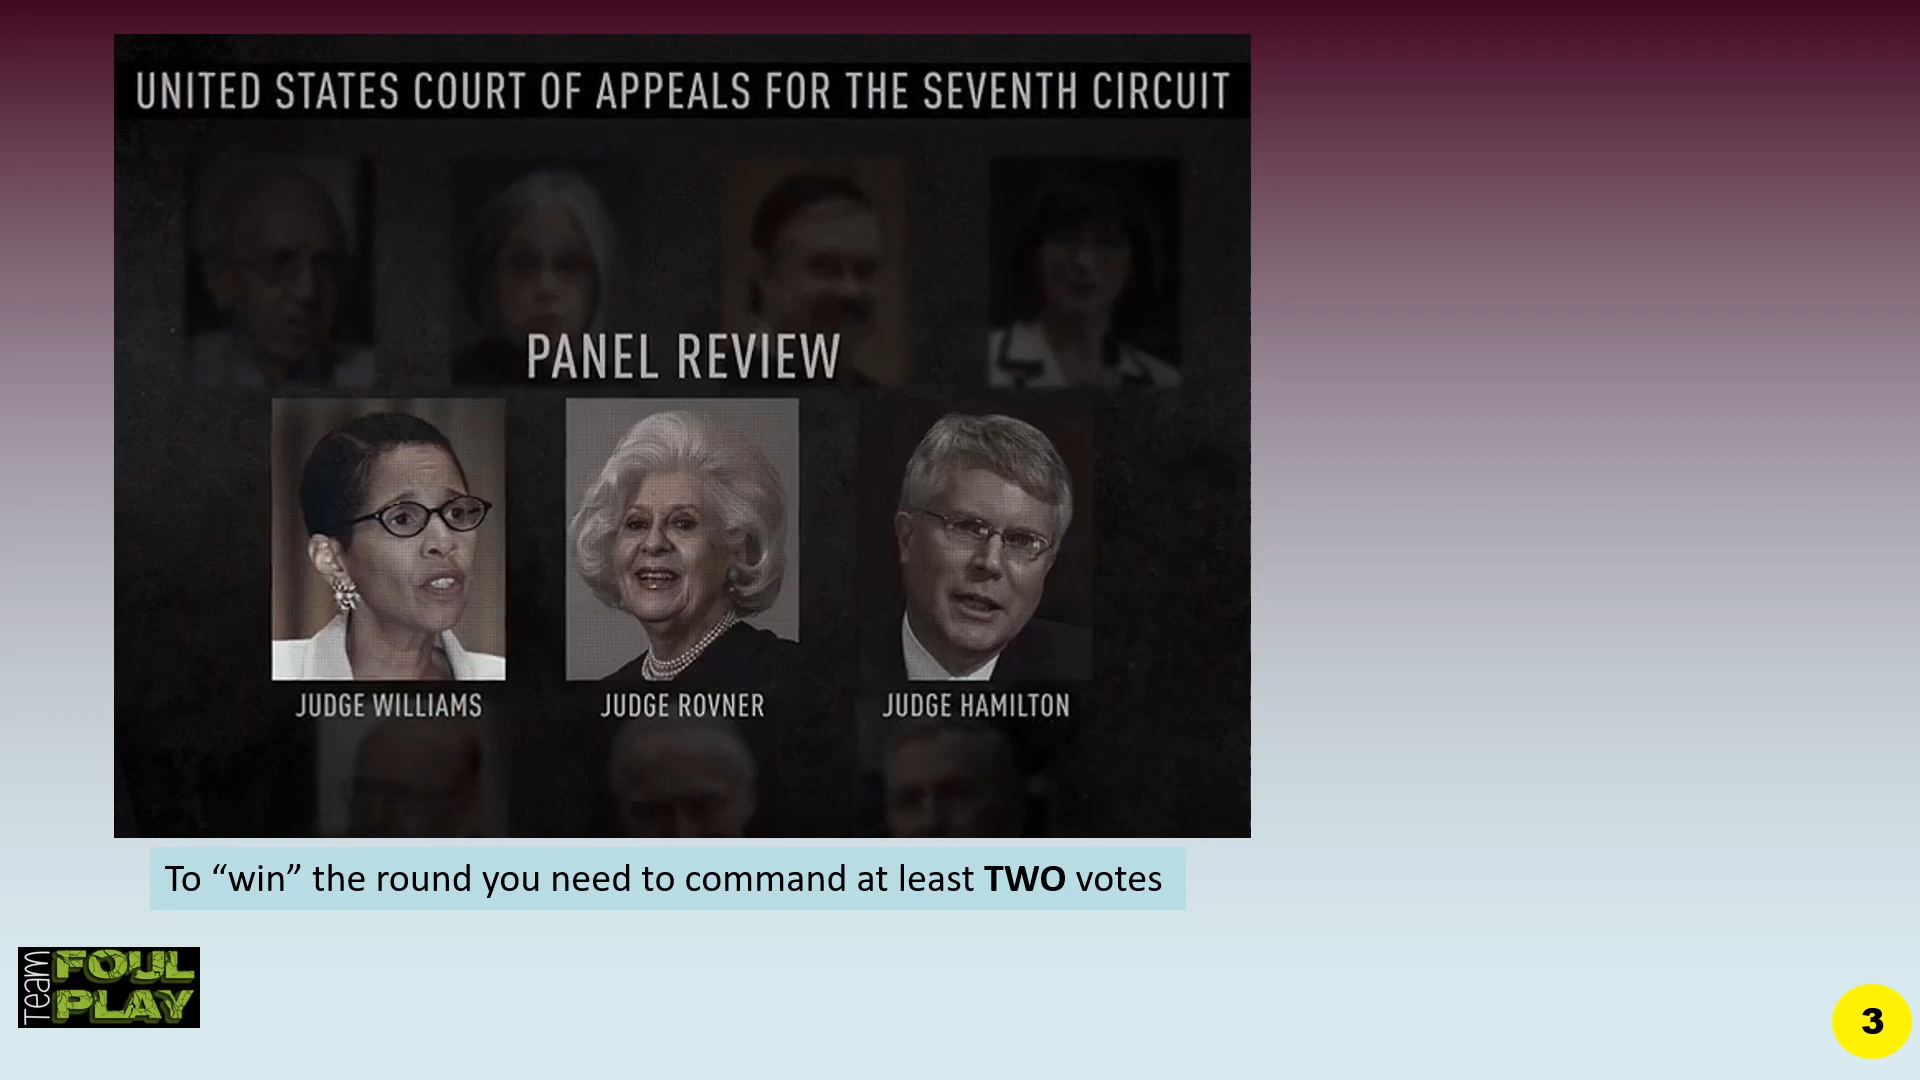 UNITED STATES COURT OF APPEALS FOR THE SEVENTH CIRCUIT
PANEL REVIEW
JUDGE WILLIAMS
JUDGE ROVNER
JUDGE HAMILTON
To “win” the round you need to command at least TWO votes
Team
FOUL
PLAY
3